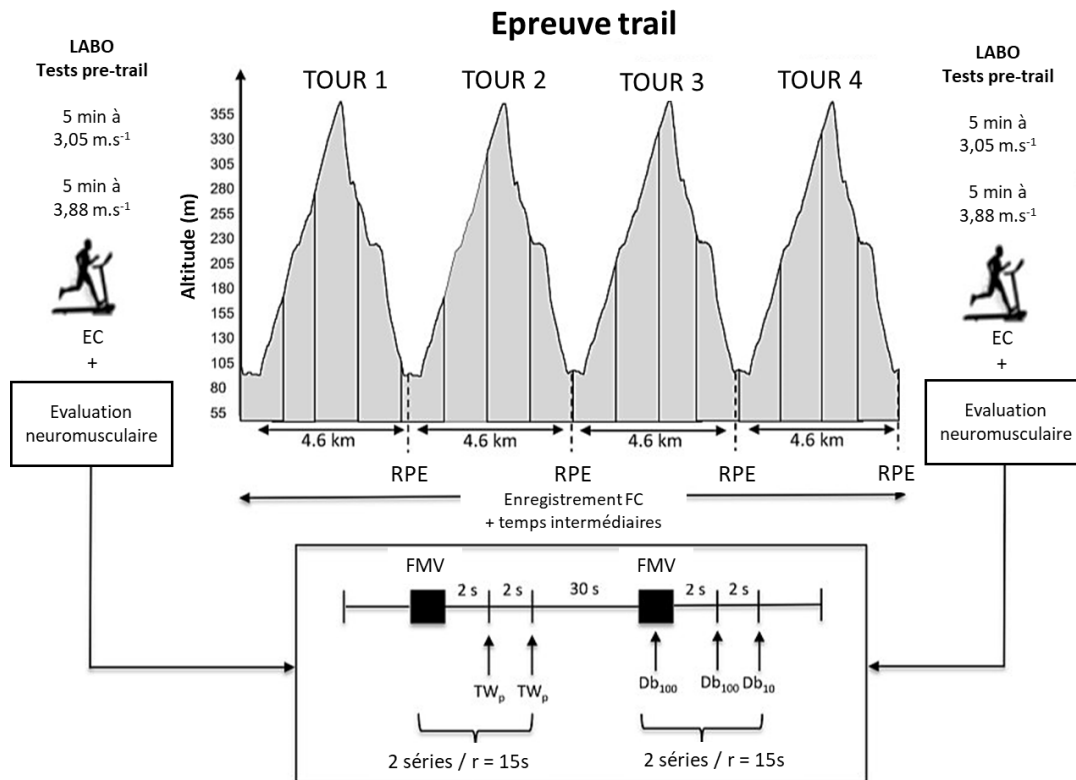 Epreuve trail
LABO
Tests pre-trail
5 min à
3,05 m.s⁻¹
5 min à
3,88 m.s⁻¹
EC
+
Evaluation
neuromusculaire
TOUR 1 TOUR 2 TOUR 3 TOUR 4
Altitude (m)
355
330
305
280
255
230
205
180
155
130
105
80
55
4.6 km 4.6 km 4.6 km 4.6 km
RPE RPE RPE RPE
Enregistrement FC
+ temps intermédiaires
LABO
Tests pre-trail
5 min à
3,05 m.s⁻¹
5 min à
3,88 m.s⁻¹
EC
+
Evaluation
neuromusculaire
FMV FMV
2 s 2 s 30 s 2 s 2 s
TWₚ TWₚ Db₁₀₀ Db₁₀₀ Db₁₀
2 séries / r = 15s 2 séries / r = 15s